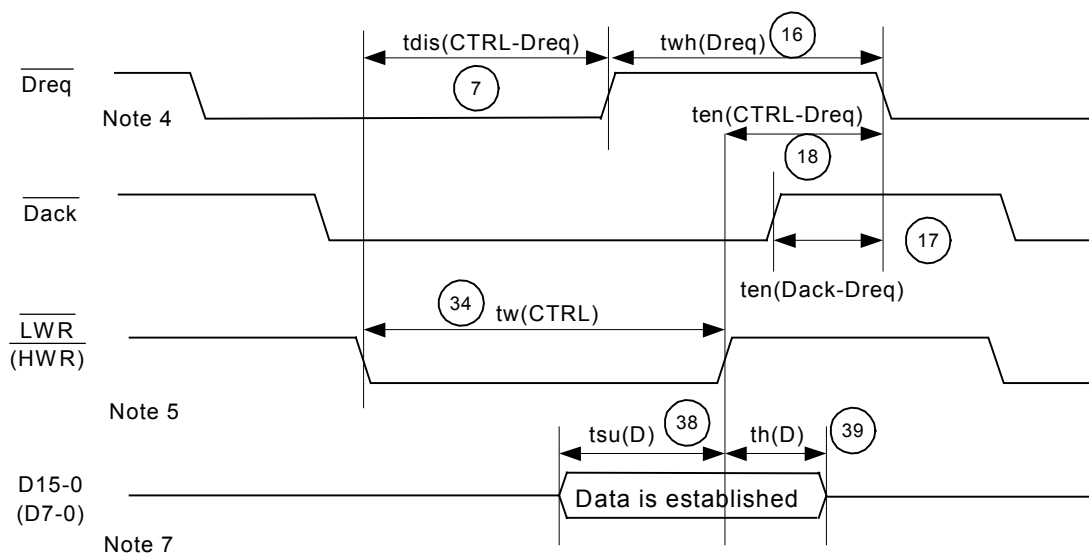 tdis(CTRL-Dreq)
twh(Dreq)
16
Dreq
7
Note 4
ten(CTRL-Dreq)
18
Dack
17
ten(Dack-Dreq)
34
tw(CTRL)
LWR
(HWR)
Note 5
tsu(D)
38
th(D)
39
D15-0
(D7-0)
Data is established
Note 7